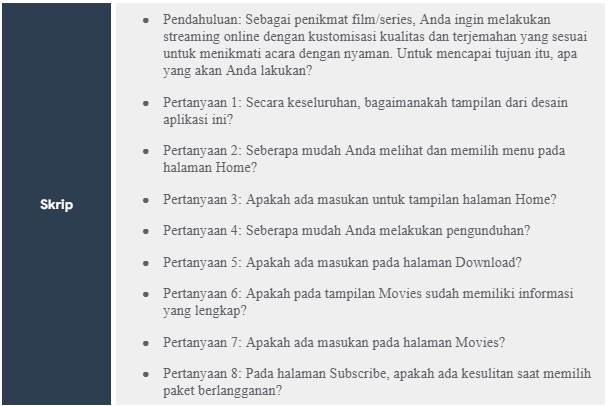 Skrip
• Pendahuluan: Sebagai penikmat film/series, Anda ingin melakukan
streaming online dengan kustomisasi kualitas dan terjemahan yang sesuai
untuk menikmati acara dengan nyaman. Untuk mencapai tujuan itu, apa
yang akan Anda lakukan?
• Pertanyaan 1: Secara keseluruhan, bagaimanakah tampilan dari desain
aplikasi ini?
• Pertanyaan 2: Seberapa mudah Anda melihat dan memilih menu pada
halaman Home?
• Pertanyaan 3: Apakah ada masukan untuk tampilan halaman Home?
• Pertanyaan 4: Seberapa mudah Anda melakukan pengunduhan?
• Pertanyaan 5: Apakah ada masukan pada halaman Download?
• Pertanyaan 6: Apakah pada tampilan Movies sudah memiliki informasi
yang lengkap?
• Pertanyaan 7: Apakah ada masukan pada halaman Movies?
• Pertanyaan 8: Pada halaman Subscribe, apakah ada kesulitan saat memilih
paket berlangganan?